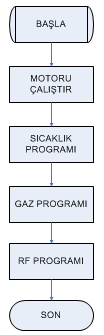 BAŞLA
MOTORU
ÇALIŞTIR
SICAKLIK
PROGRAMI
GAZ PROGRAMI
RF PROGRAMI
SON